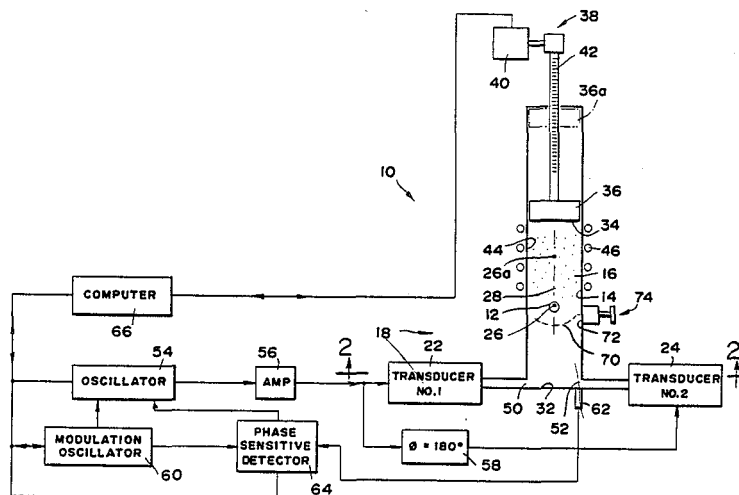 38
40
42
36a
10
36
34
44
46
26a
16
28
14
12
74
26
COMPUTER
66
18
22
70
72
24
2
2
54
56
OSCILLATOR
AMP
TRANSDUCER
NO.1
50
32
52
62
TRANSDUCER
NO.2
MODULATION
OSCILLATOR
60
PHASE
SENSITIVE
DETECTOR
64
Ø = 180°
58